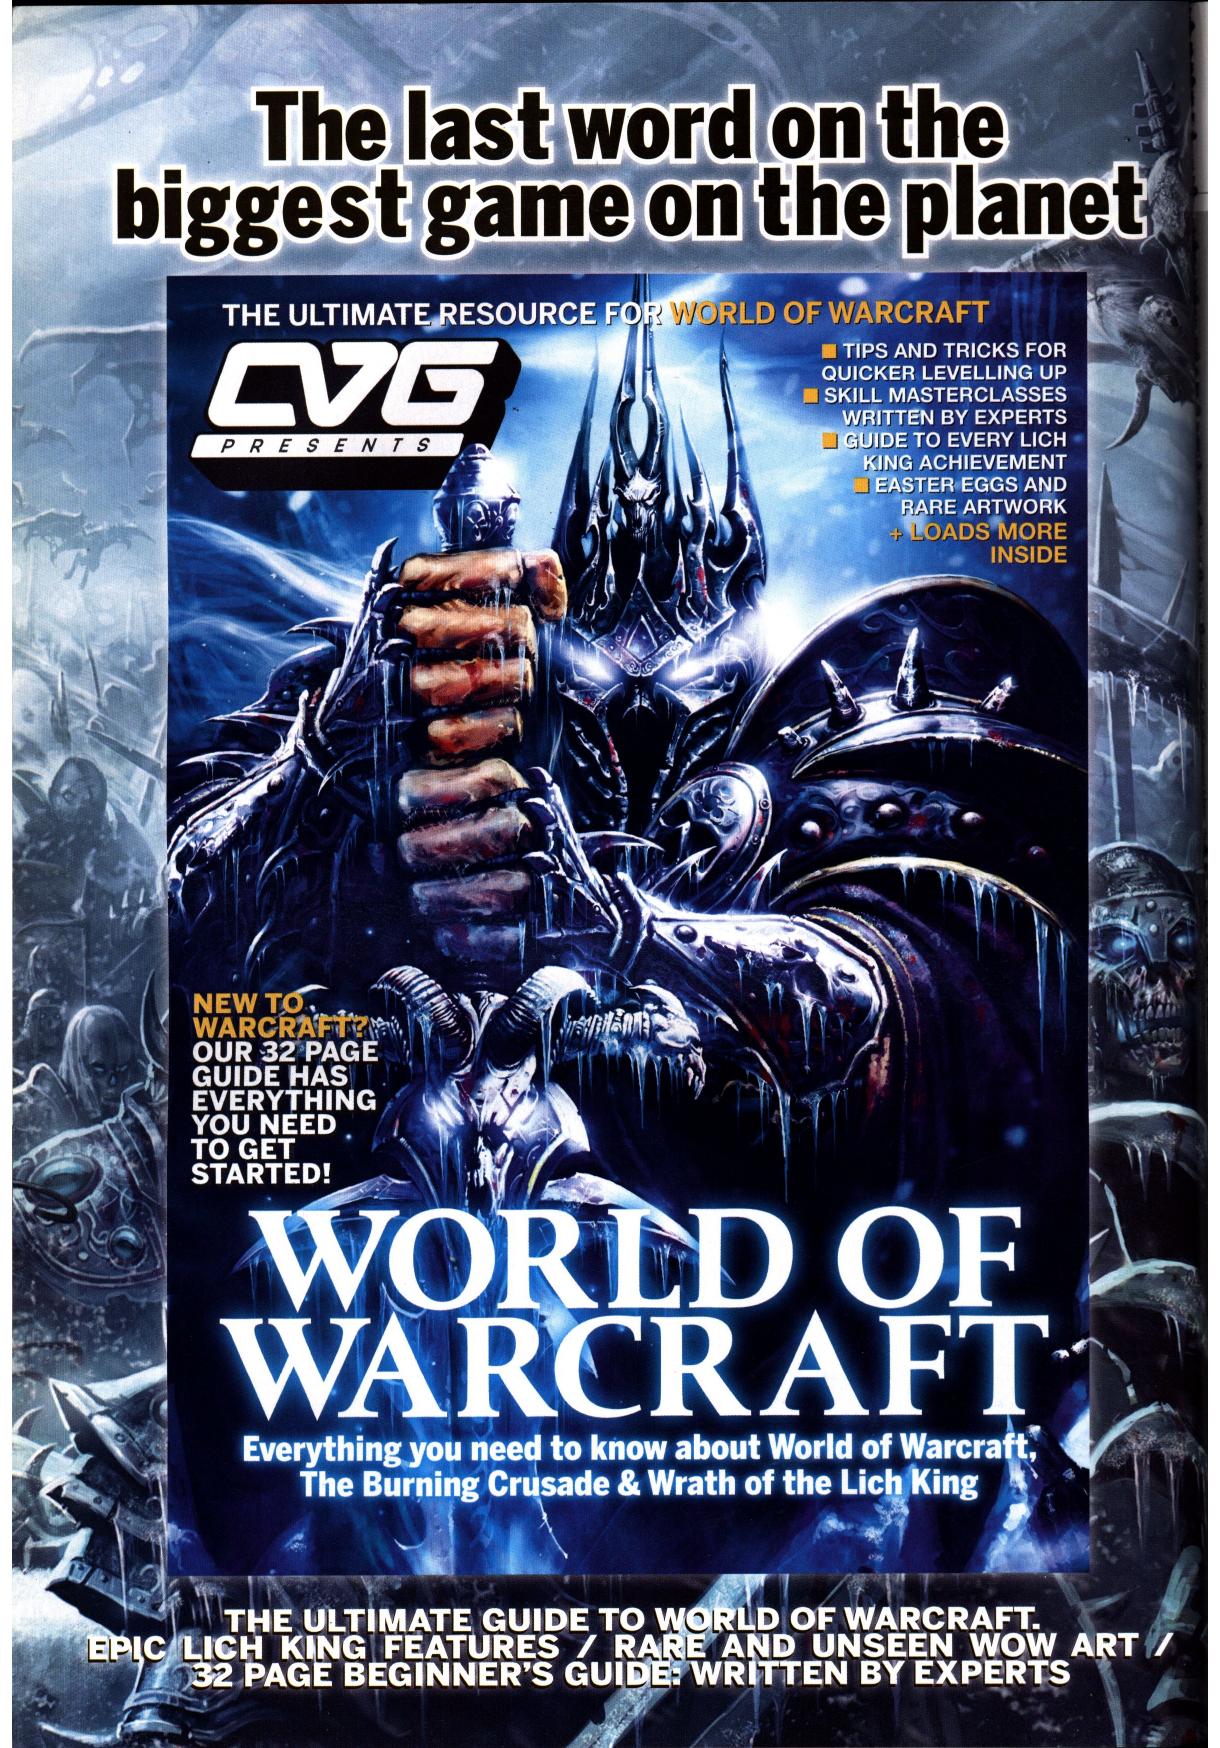 The last word on the
biggest game on the planet
THE ULTIMATE RESOURCE FOR WORLD OF WARCRAFT
CVG
PRESENTS
TIPS AND TRICKS FOR
QUICKER LEVELLING UP
SKILL MASTERCLASSES
WRITTEN BY EXPERTS
GUIDE TO EVERY LICH
KING ACHIEVEMENT
EASTER EGGS AND
RARE ARTWORK
+ LOADS MORE
INSIDE
NEW TO
WARCRAFT?
OUR 32 PAGE
GUIDE HAS
EVERYTHING
YOU NEED
TO GET
STARTED!
WORLD OF
WARCRAFT
Everything you need to know about World of Warcraft,
The Burning Crusade & Wrath of the Lich King
THE ULTIMATE GUIDE TO WORLD OF WARCRAFT.
EPIC LICH KING FEATURES / RARE AND UNSEEN WOW ART /
32 PAGE BEGINNER'S GUIDE: WRITTEN BY EXPERTS